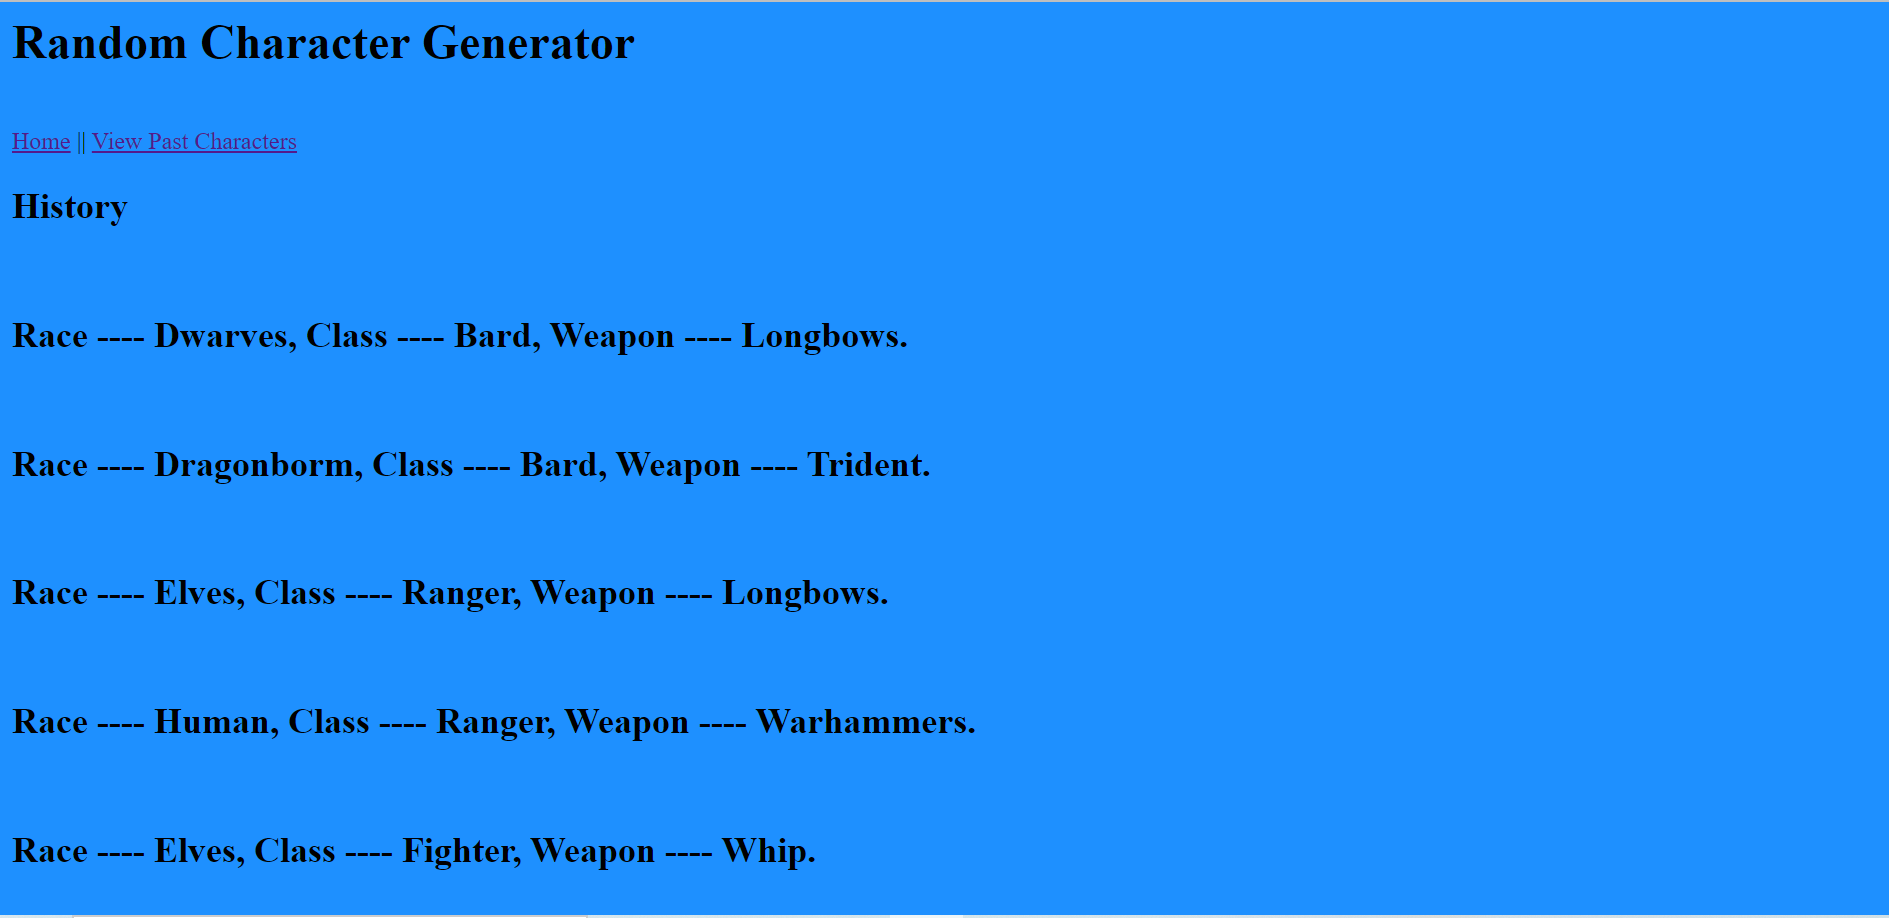 Random Character Generator
Home || View Past Characters
History
Race ---- Dwarves, Class ---- Bard, Weapon ---- Longbows.
Race ---- Dragonborm, Class ---- Bard, Weapon ---- Trident.
Race ---- Elves, Class ---- Ranger, Weapon ---- Longbows.
Race ---- Human, Class ---- Ranger, Weapon ---- Warhammers.
Race ---- Elves, Class ---- Fighter, Weapon ---- Whip.